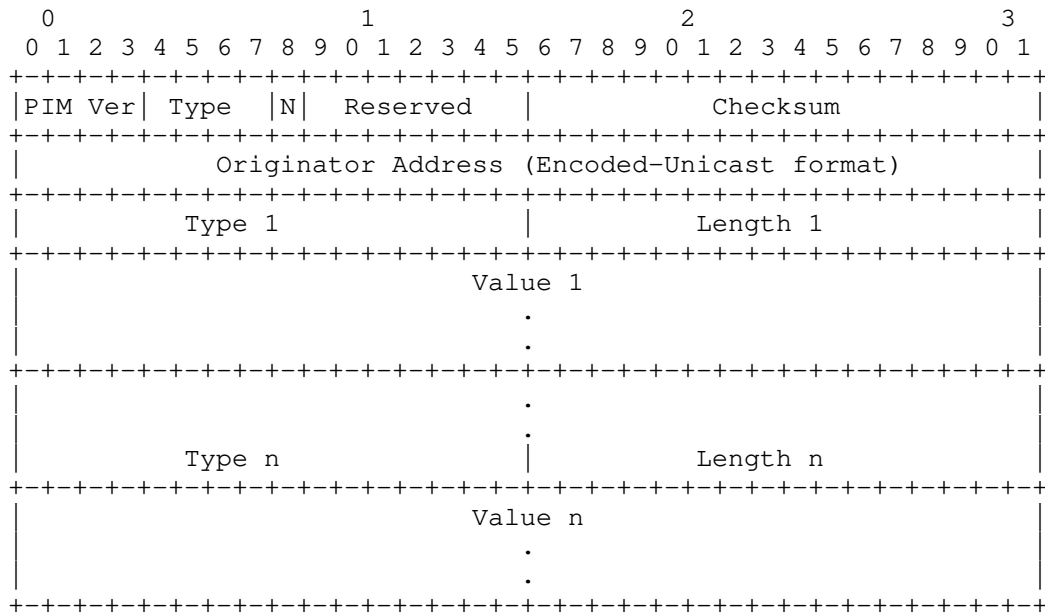 0                   1                   2                   3
 0 1 2 3 4 5 6 7 8 9 0 1 2 3 4 5 6 7 8 9 0 1 2 3 4 5 6 7 8 9 0 1
+-+-+-+-+-+-+-+-+-+-+-+-+-+-+-+-+-+-+-+-+-+-+-+-+-+-+-+-+-+-+-+-+
|PIM Ver| Type  |N|  Reserved   |           Checksum            |
+-+-+-+-+-+-+-+-+-+-+-+-+-+-+-+-+-+-+-+-+-+-+-+-+-+-+-+-+-+-+-+-+
|            Originator Address (Encoded-Unicast format)        |
+-+-+-+-+-+-+-+-+-+-+-+-+-+-+-+-+-+-+-+-+-+-+-+-+-+-+-+-+-+-+-+-+
|          Type 1               |          Length 1             |
+-+-+-+-+-+-+-+-+-+-+-+-+-+-+-+-+-+-+-+-+-+-+-+-+-+-+-+-+-+-+-+-+
|                            Value 1                            |
|                               .                               |
|                               .                               |
+-+-+-+-+-+-+-+-+-+-+-+-+-+-+-+-+-+-+-+-+-+-+-+-+-+-+-+-+-+-+-+-+
|                               .                               |
|                               .                               |
|          Type n               |          Length n             |
+-+-+-+-+-+-+-+-+-+-+-+-+-+-+-+-+-+-+-+-+-+-+-+-+-+-+-+-+-+-+-+-+
|                            Value n                            |
|                               .                               |
|                               .                               |
+-+-+-+-+-+-+-+-+-+-+-+-+-+-+-+-+-+-+-+-+-+-+-+-+-+-+-+-+-+-+-+-+